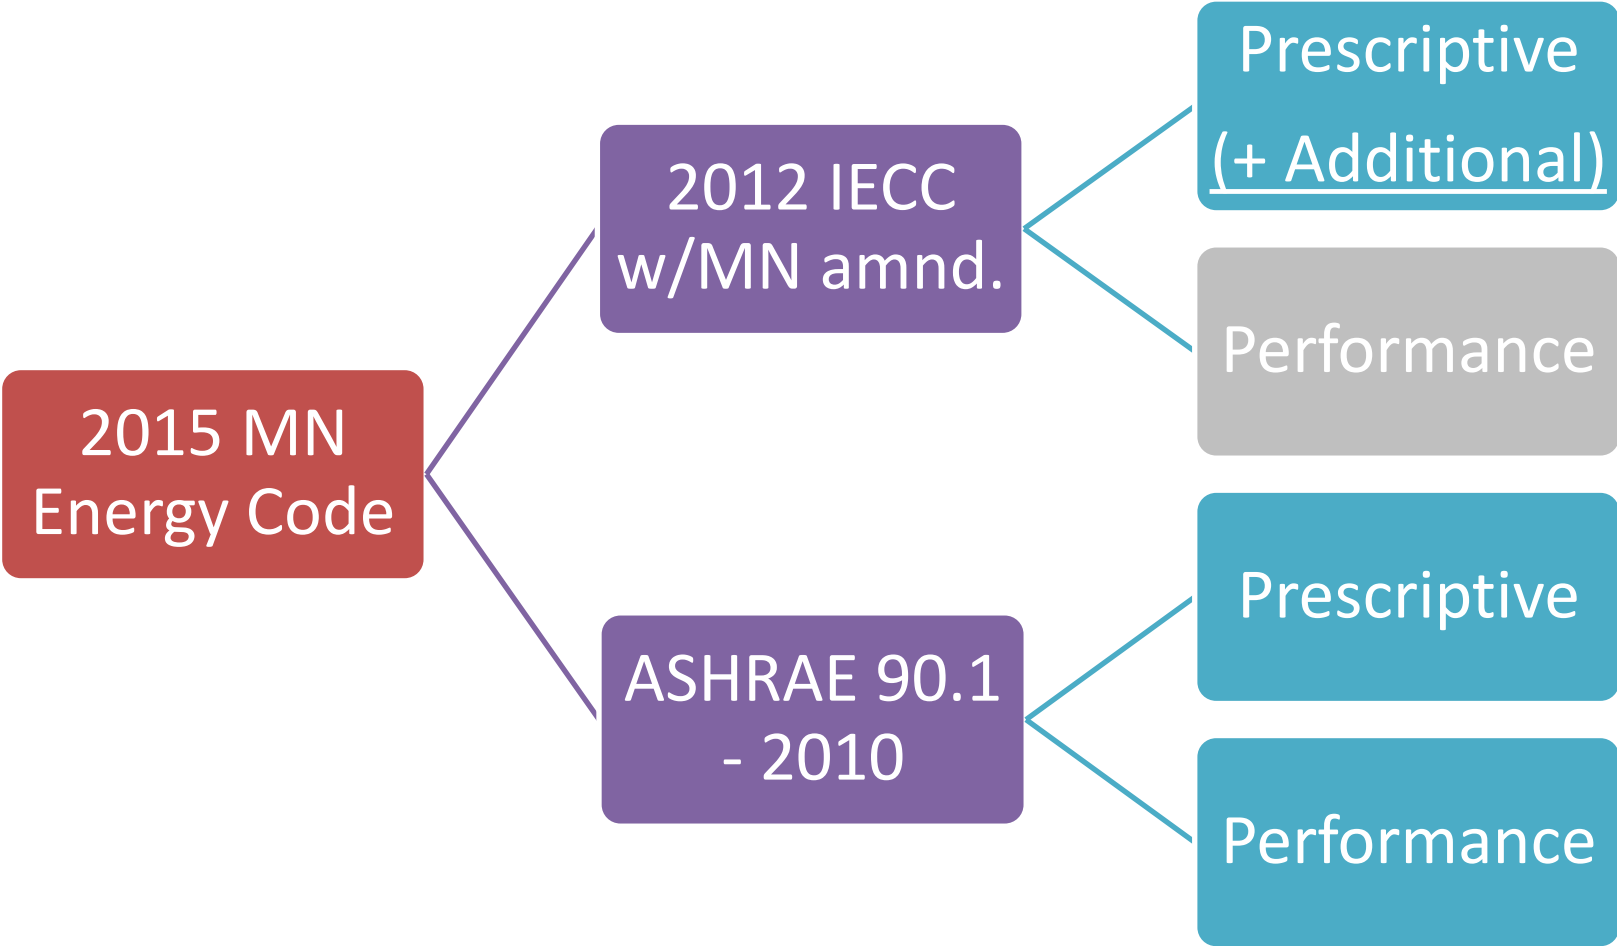 2015 MN
Energy Code
2012 IECC
w/MN amnd.
Prescriptive
(+ Additional)
Performance
ASHRAE 90.1
- 2010
Prescriptive
Performance